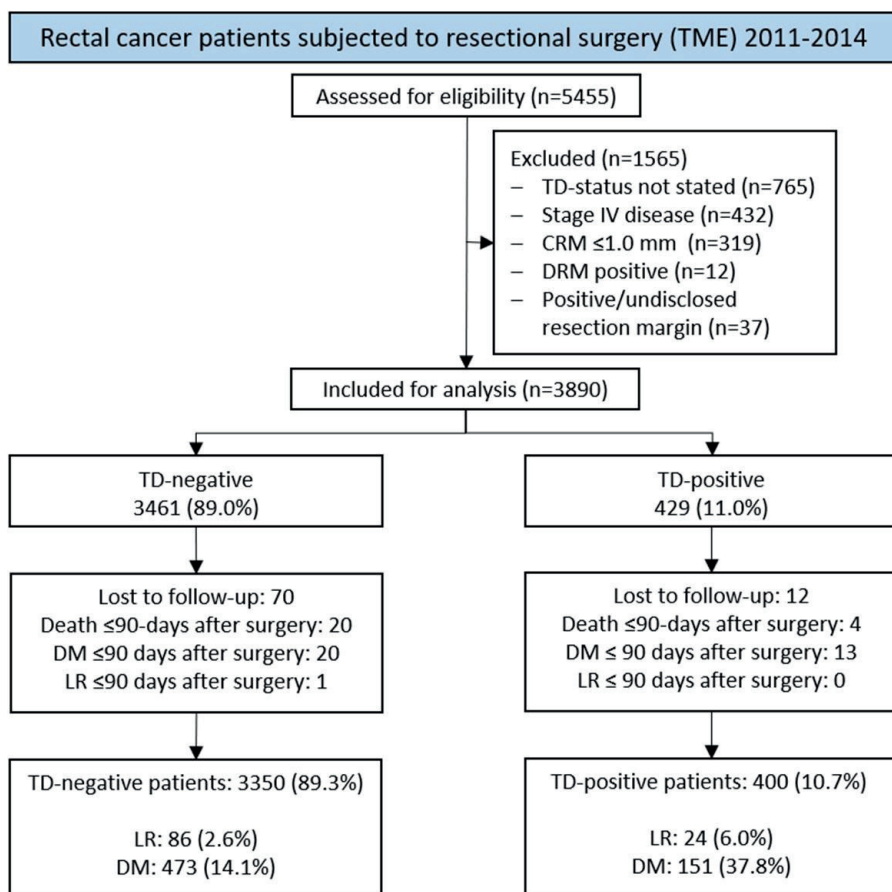 Rectal cancer patients subjected to resectional surgery (TME) 2011-2014
Assessed for eligibility (n=5455)
Excluded (n=1565)
– TD-status not stated (n=765)
– Stage IV disease (n=432)
– CRM ≤1.0 mm (n=319)
– DRM positive (n=12)
– Positive/undisclosed
resection margin (n=37)
Included for analysis (n=3890)
TD-negative
3461 (89.0%)
TD-positive
429 (11.0%)
Lost to follow-up: 70
Death ≤90-days after surgery: 20
DM ≤90 days after surgery: 20
LR ≤90 days after surgery: 1
Lost to follow-up: 12
Death ≤90-days after surgery: 4
DM ≤ 90 days after surgery: 13
LR ≤ 90 days after surgery: 0
TD-negative patients: 3350 (89.3%)
LR: 86 (2.6%)
DM: 473 (14.1%)
TD-positive patients: 400 (10.7%)
LR: 24 (6.0%)
DM: 151 (37.8%)